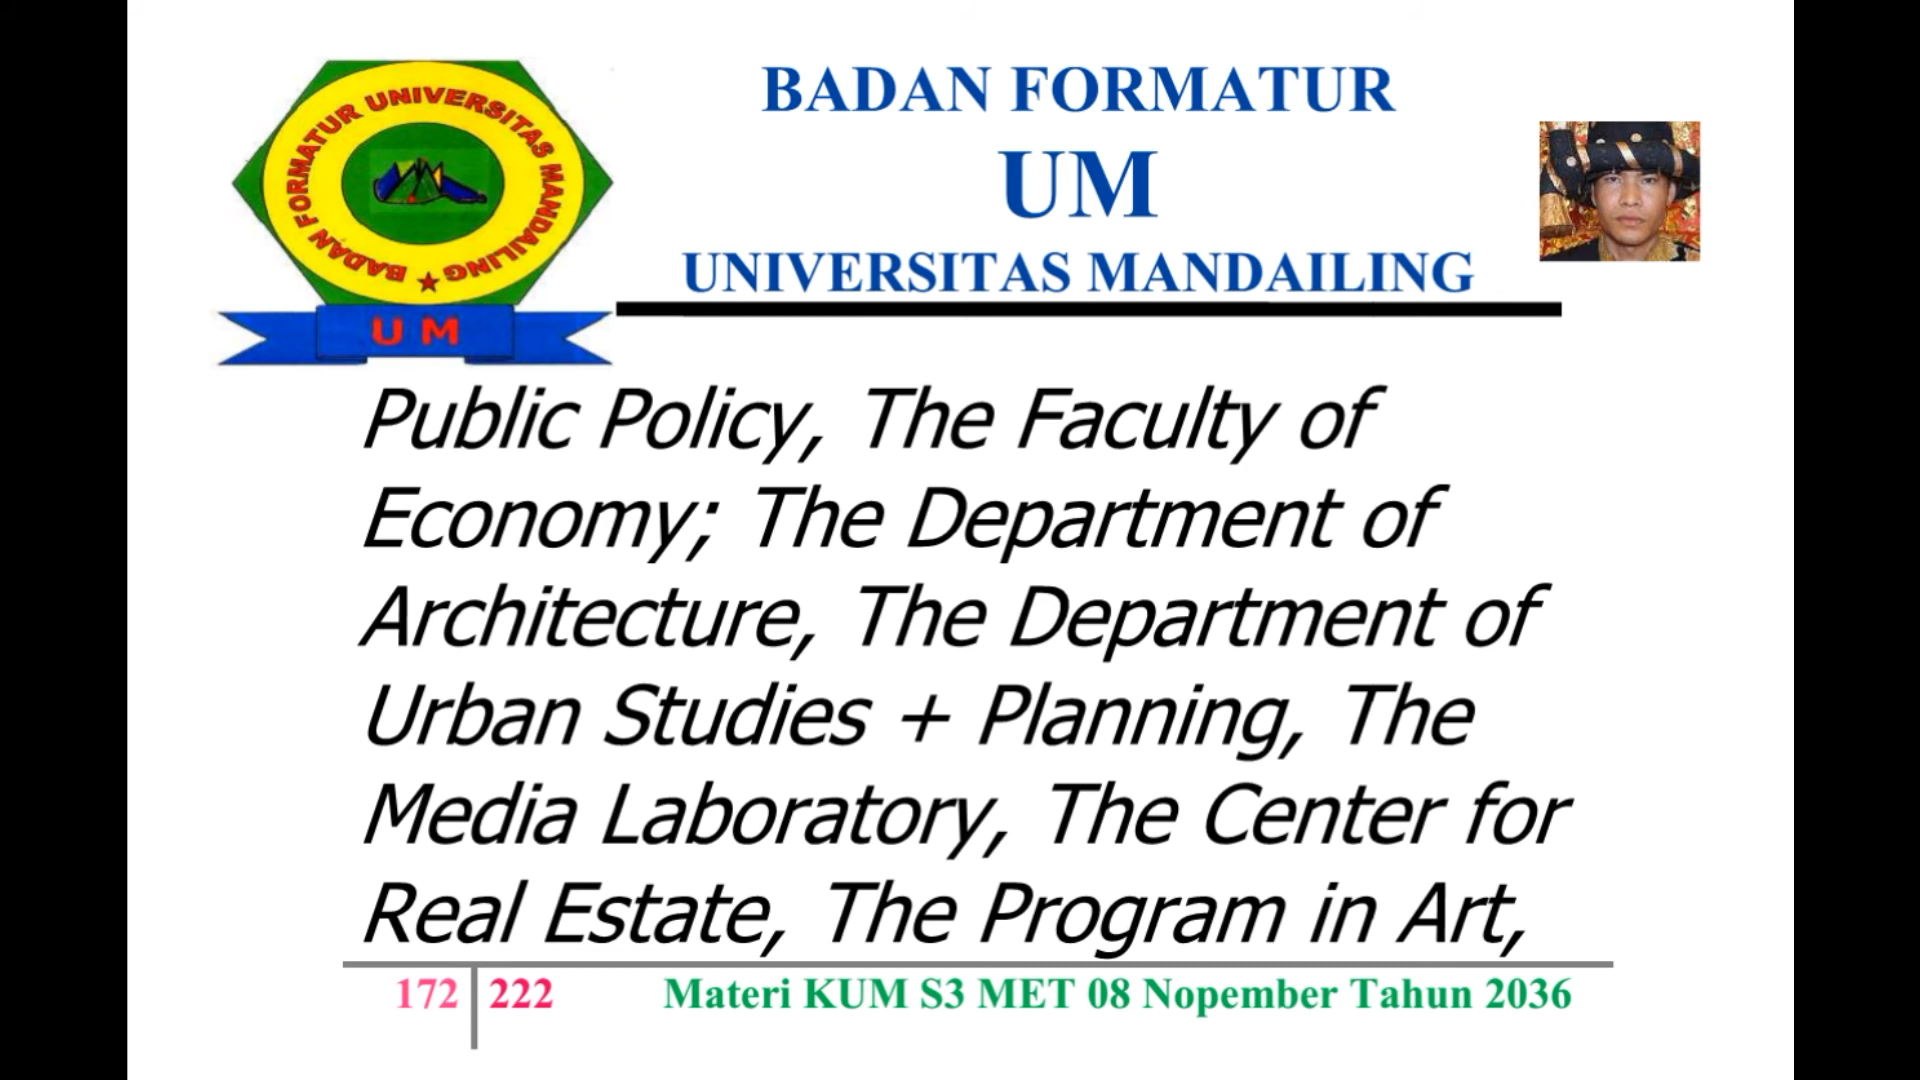 BADAN FORMATUR UNIVERSITAS MANDAILING
U M
BADAN FORMATUR
UM
UNIVERSITAS MANDAILING
Public Policy, The Faculty of
Economy; The Department of
Architecture, The Department of
Urban Studies + Planning, The
Media Laboratory, The Center for
Real Estate, The Program in Art,
172 222 Materi KUM S3 MET 08 Nopember Tahun 2036